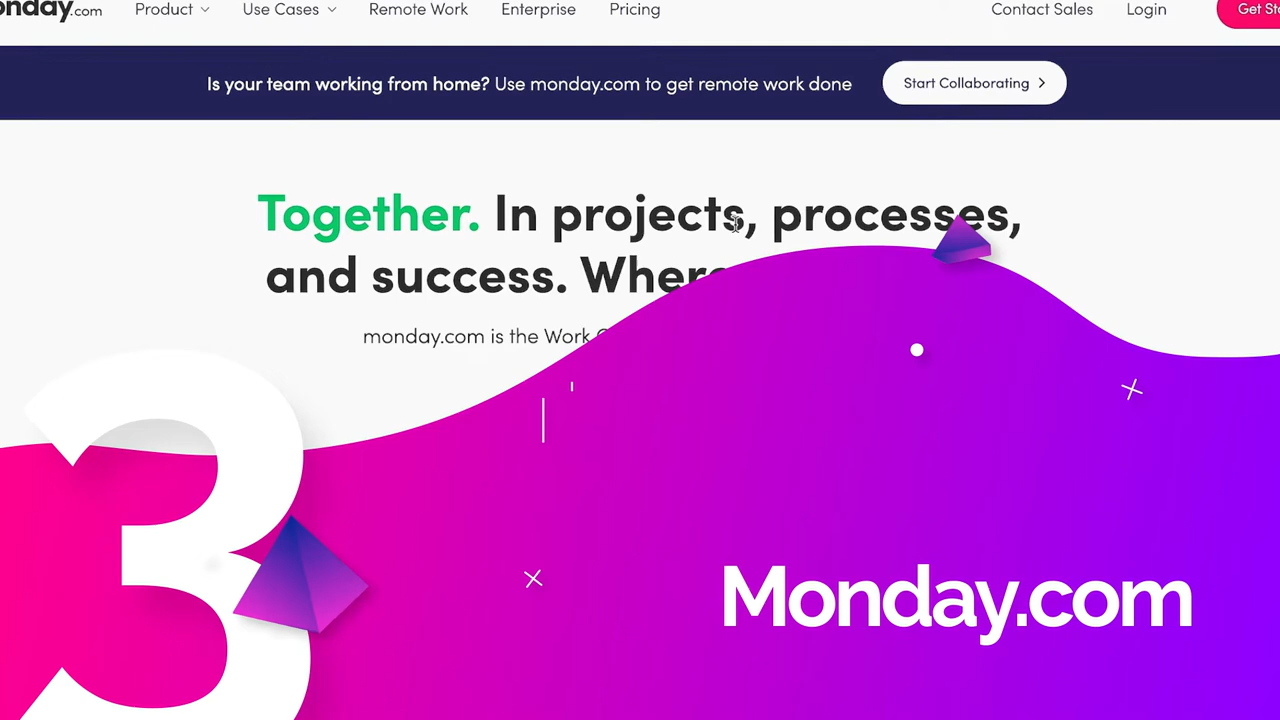 onday.com Product Use Cases Remote Work Enterprise Pricing Contact Sales Login Get
Is your team working from home? Use monday.com to get remote work done Start Collaborating
Together. In projects, processes,
and success. Where
monday.com is the Work
3
Monday.com